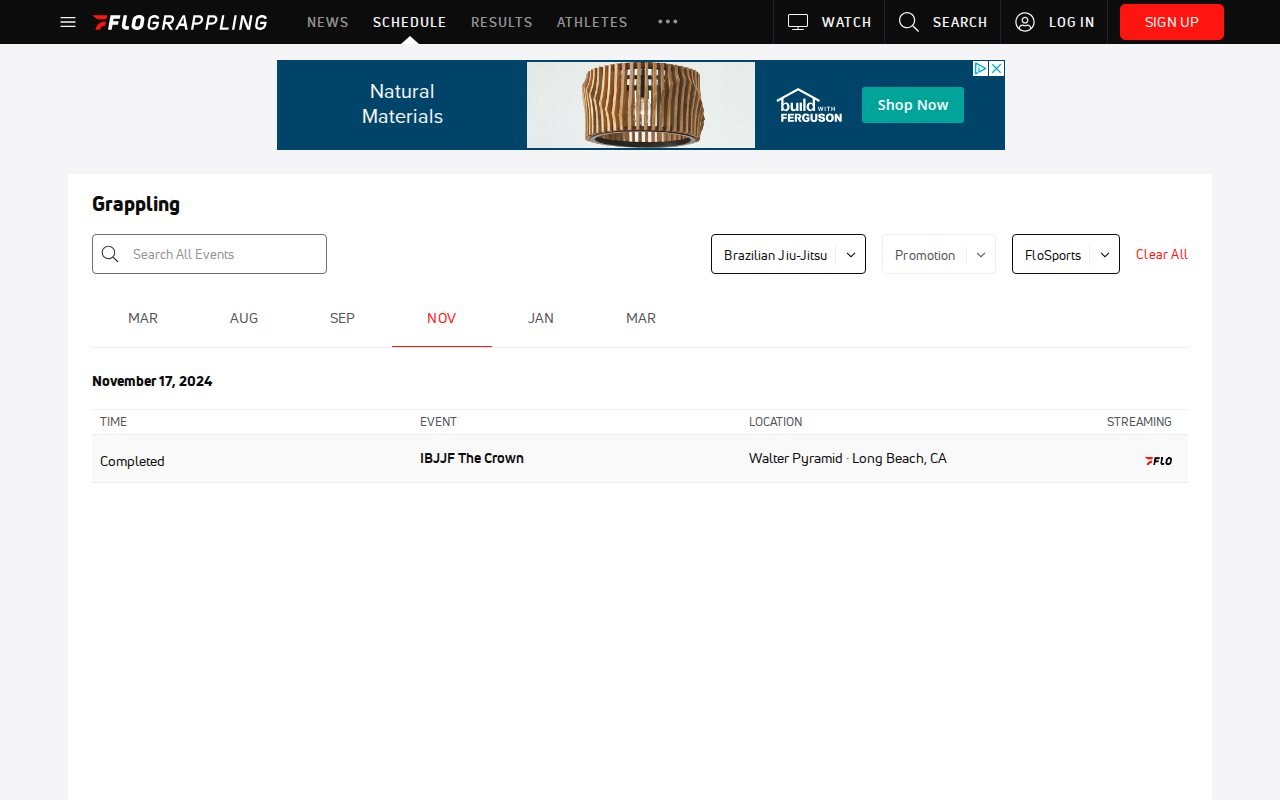 FLOGRAPPLING NEWS SCHEDULE RESULTS ATHLETES ••• WATCH SEARCH LOG IN SIGN UP
Natural
Materials
build WITH
FERGUSON
Shop Now
Grappling
Search All Events Brazilian Jiu-Jitsu Promotion FloSports Clear All
MAR AUG SEP NOV JAN MAR
November 17, 2024
TIME EVENT LOCATION STREAMING
Completed IBJJF The Crown Walter Pyramid · Long Beach, CA FLO